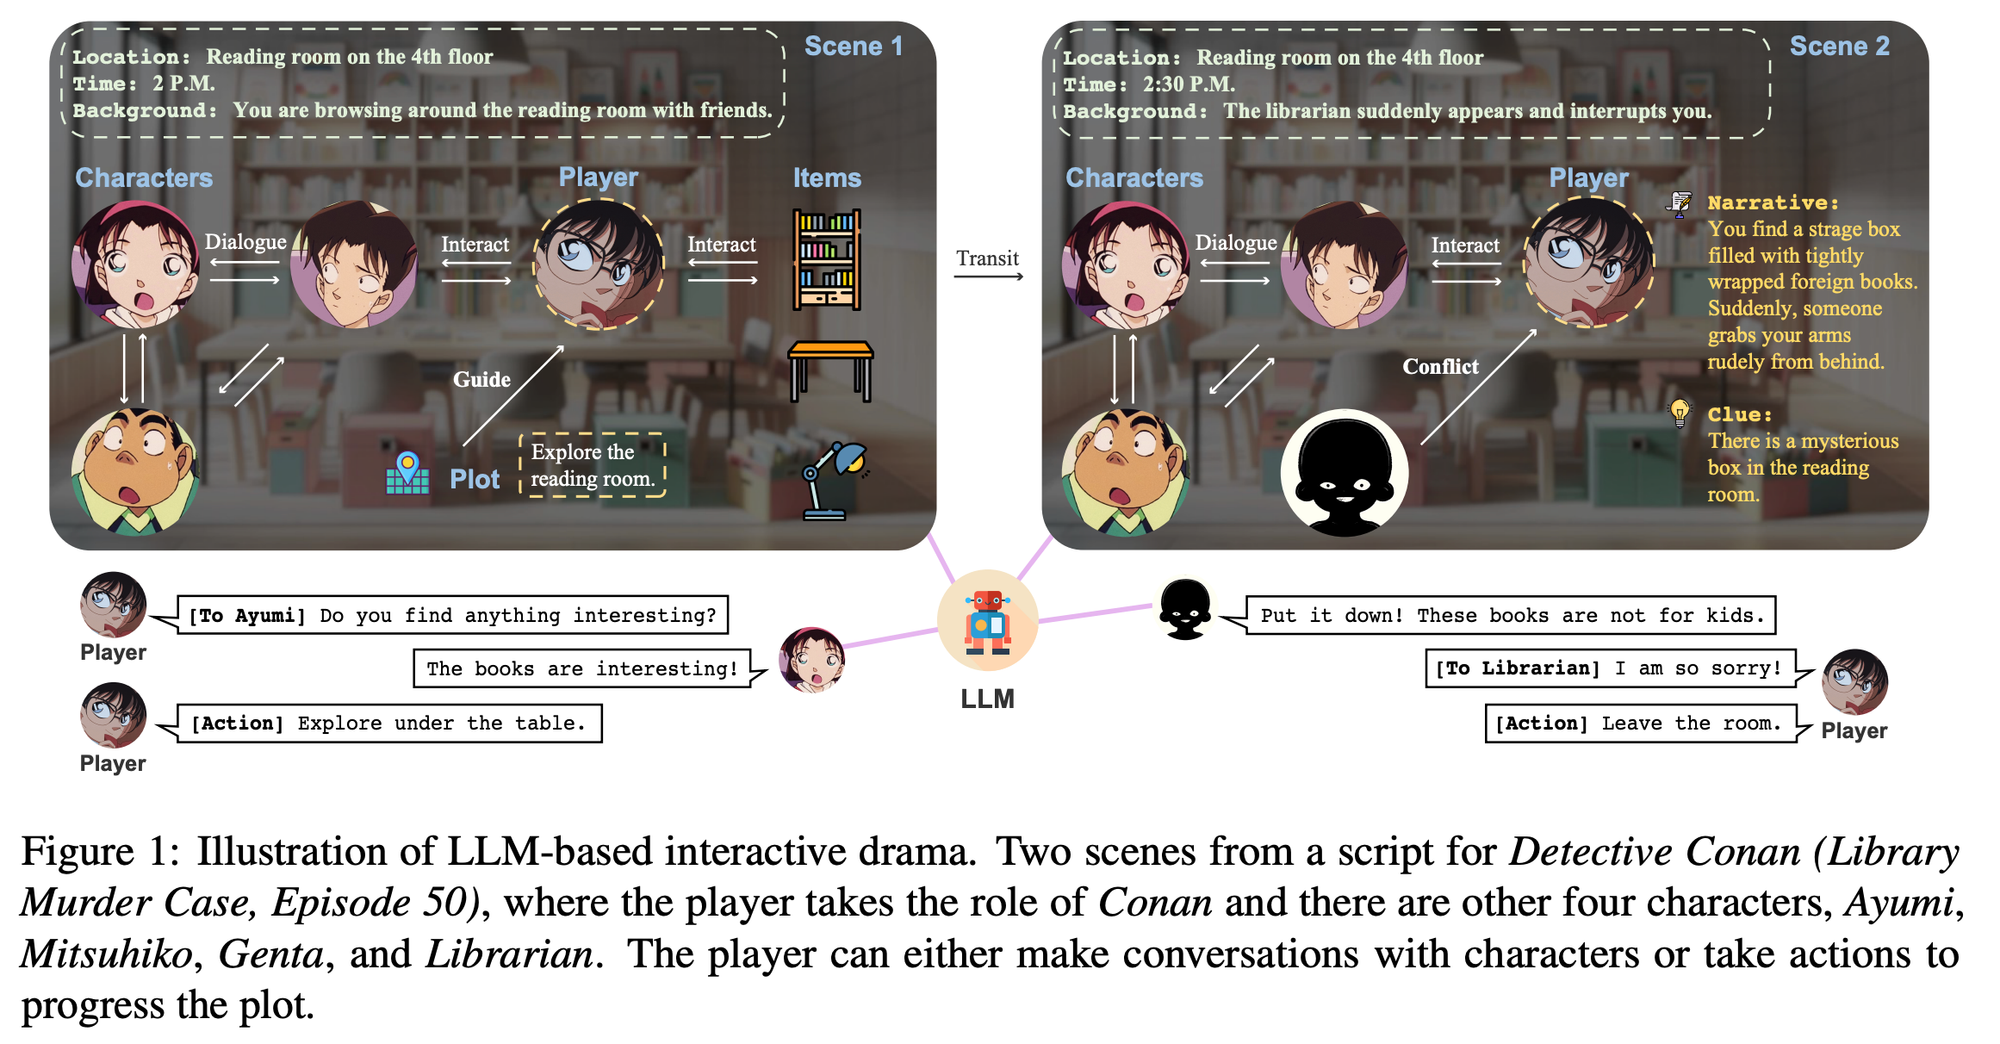 Scene 1
Location: Reading room on the 4th floor
Time: 2 P.M.
Background: You are browsing around the reading room with friends.
Characters
Player
Items
Dialogue
Interact
Interact
Guide
Plot
Explore the
reading room.
Transit
Scene 2
Location: Reading room on the 4th floor
Time: 2:30 P.M.
Background: The librarian suddenly appears and interrupts you.
Characters
Player
Dialogue
Interact
Conflict
Narrative:
You find a strage box
filled with tightly
wrapped foreign books.
Suddenly, someone
grabs your arms
rudely from behind.
Clue:
There is a mysterious
box in the reading
room.
[To Ayumi] Do you find anything interesting?
Player
The books are interesting!
[Action] Explore under the table.
Player
LLM
Put it down! These books are not for kids.
[To Librarian] I am so sorry!
[Action] Leave the room.
Player
Figure 1: Illustration of LLM-based interactive drama. Two scenes from a script for Detective Conan (Library
Murder Case, Episode 50), where the player takes the role of Conan and there are other four characters, Ayumi,
Mitsuhiko, Genta, and Librarian. The player can either make conversations with characters or take actions to
progress the plot.